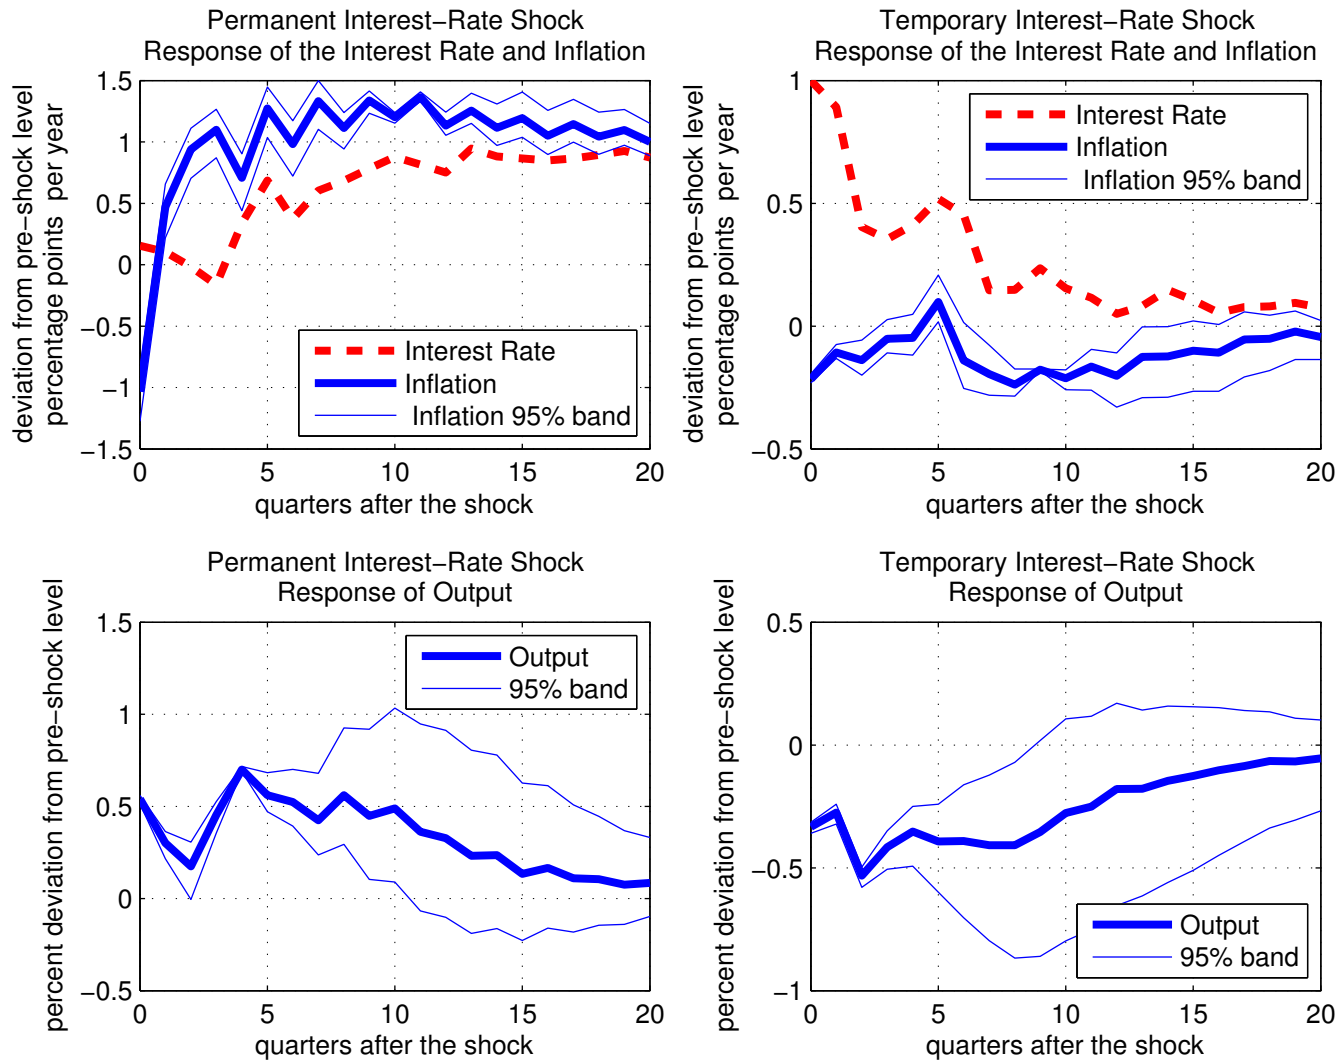 Permanent Interest−Rate Shock
Response of the Interest Rate and Inflation
deviation from pre−shock level
percentage points  per year
1.5
1
0.5
0
−0.5
−1
−1.5
Interest Rate
Inflation
Inflation 95% band
0
5
10
15
20
quarters after the shock
Temporary Interest−Rate Shock
Response of the Interest Rate and Inflation
deviation from pre−shock level
percentage points  per year
1
0.5
0
−0.5
Interest Rate
Inflation
Inflation 95% band
0
5
10
15
20
quarters after the shock
Permanent Interest−Rate Shock
Response of Output
percent deviation from pre−shock level
1.5
1
0.5
0
−0.5
Output
95% band
0
5
10
15
20
quarters after the shock
Temporary Interest−Rate Shock
Response of Output
percent deviation from pre−shock level
0.5
0
−0.5
−1
Output
95% band
0
5
10
15
20
quarters after the shock